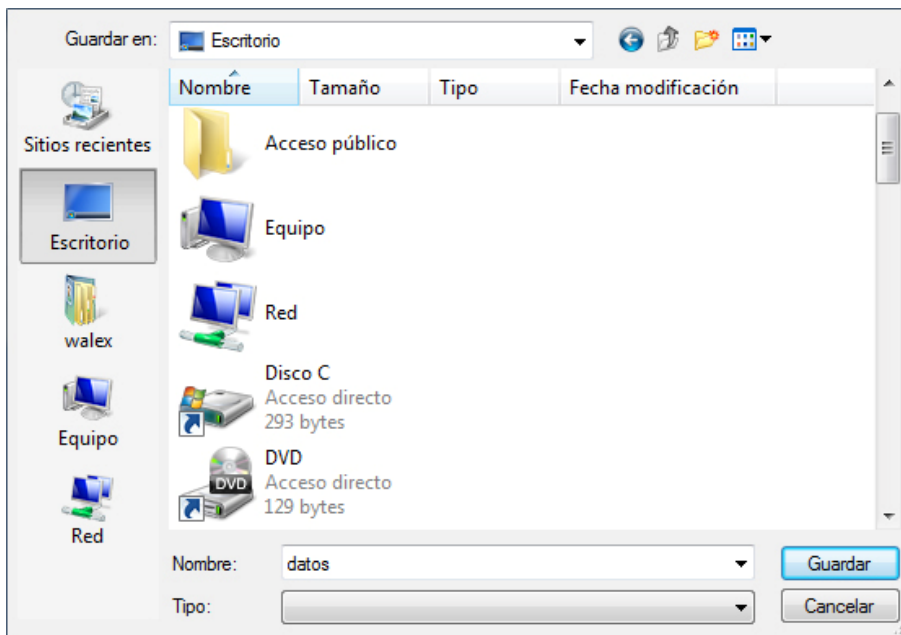 Guardar en: Escritorio
Nombre Tamaño Tipo Fecha modificación
Sitios recientes
Escritorio
walex
Equipo
Red
Acceso público
Equipo
Red
Disco C
Acceso directo
293 bytes
DVD
DVD
Acceso directo
129 bytes
Nombre: datos Guardar
Tipo: Cancelar